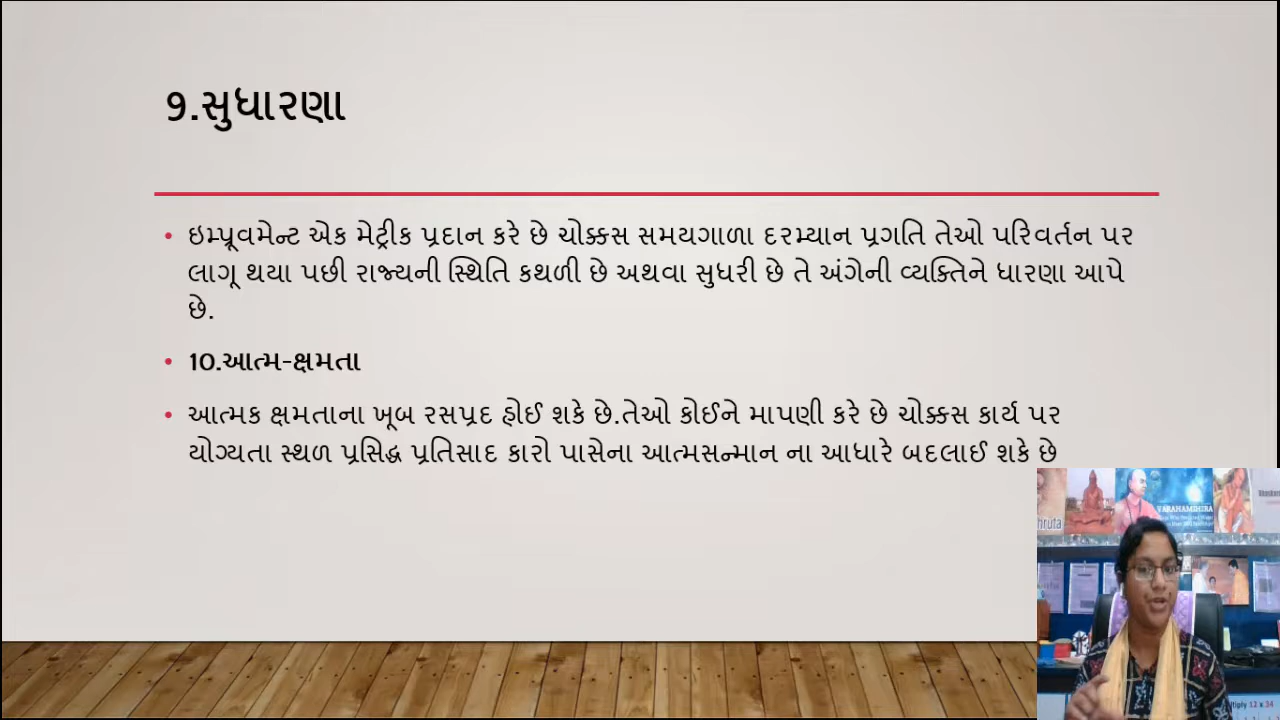 9.સુધારણા
• ઇમ્પ્રૂવમેન્ટ એક મેટ્રીક પ્રદાન કરે છે ચોક્કસ સમયગાળા દરમ્યાન પ્રગતિ તેઓ પરિવર્તન પર
લાગૂ થયા પછી રાજ્યની સ્થિતિ કથળી છે અથવા સુધરી છે તે અંગેની વ્યક્તિને ધારણા આપે
છે.
• 10.આત્મ-ક્ષમતા
• આત્મક ક્ષમતાના ખૂબ રસપ્રદ હોઈ શકે છે.તેઓ કોઈને માપણી કરે છે ચોક્કસ કાર્ય પર
યોગ્યતા સ્થળ પ્રસિદ્ધ પ્રતિસાદ કારો પાસેના આત્મસન્માન ના આધારે બદલાઈ શકે છે
VARAHAMIHIRA